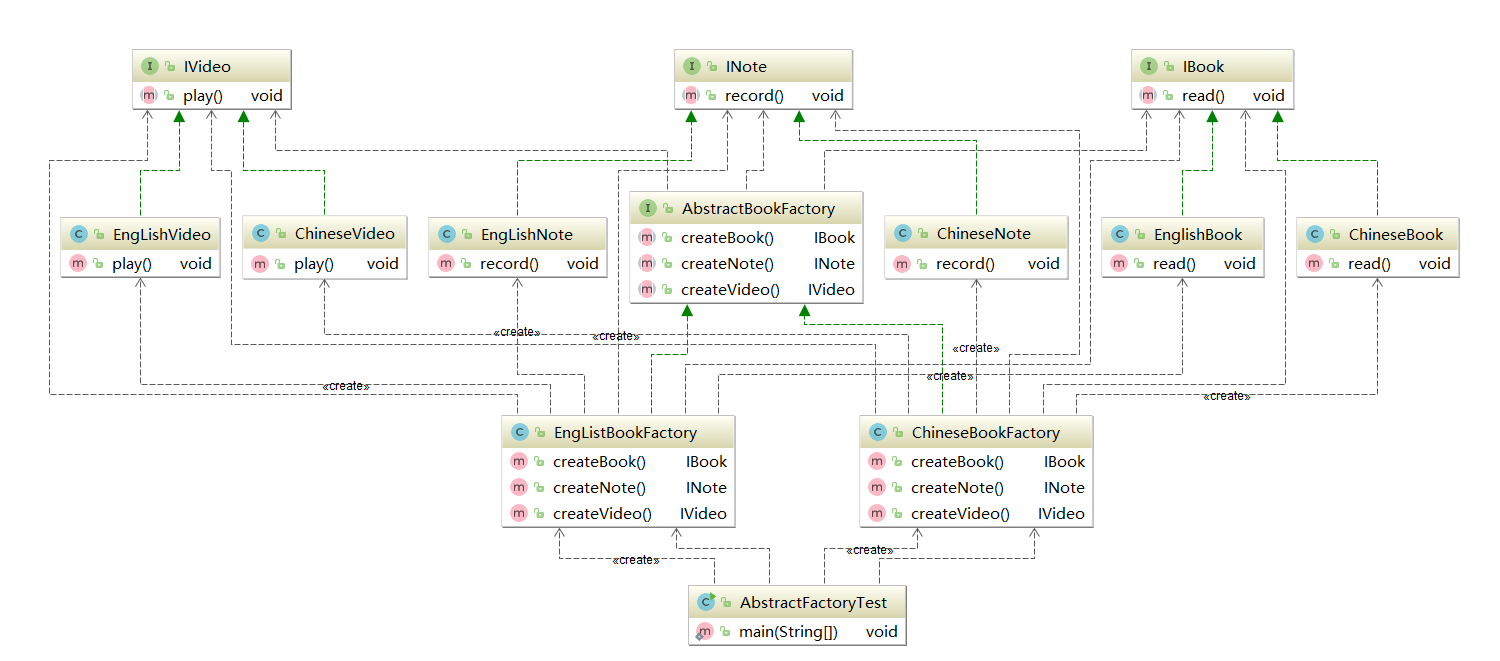 IVideo
play() void
INote
record() void
IBook
read() void
EngLishVideo
play() void
ChineseVideo
play() void
EngLishNote
record() void
AbstractBookFactory
createBook() IBook
createNote() INote
createVideo() IVideo
ChineseNote
record() void
EnglishBook
read() void
ChineseBook
read() void
«create»
«create»
«create»
«create»
«create»
«create»
EngListBookFactory
createBook() IBook
createNote() INote
createVideo() IVideo
ChineseBookFactory
createBook() IBook
createNote() INote
createVideo() IVideo
«create»
«create»
AbstractFactoryTest
main(String[]) void